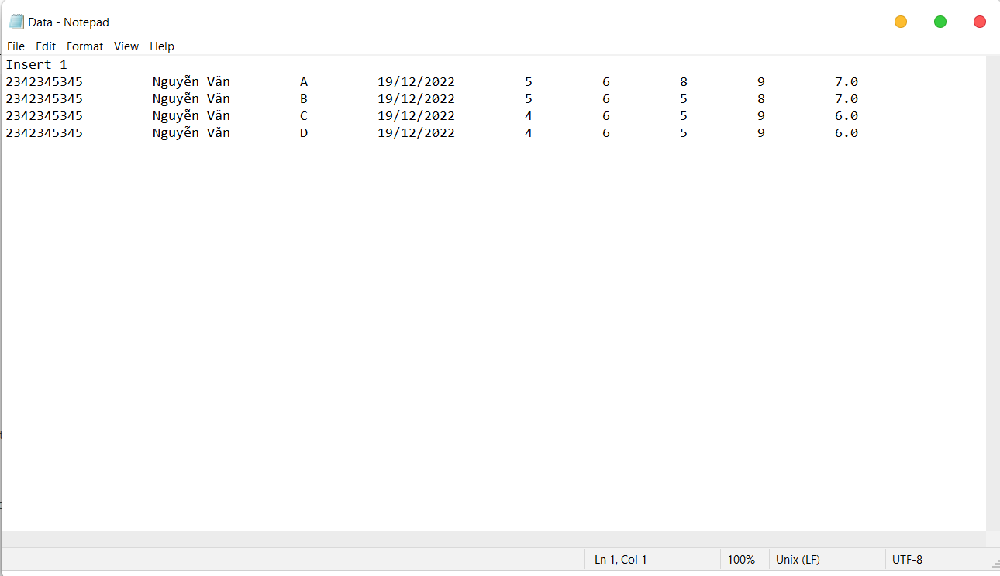 Data - Notepad
File Edit Format View Help
Insert 1
2342345345 Nguyễn Văn A 19/12/2022 5 6 8 9 7.0
2342345345 Nguyễn Văn B 19/12/2022 5 6 5 8 7.0
2342345345 Nguyễn Văn C 19/12/2022 4 6 5 9 6.0
2342345345 Nguyễn Văn D 19/12/2022 4 6 5 9 6.0
Ln 1, Col 1 100% Unix (LF) UTF-8